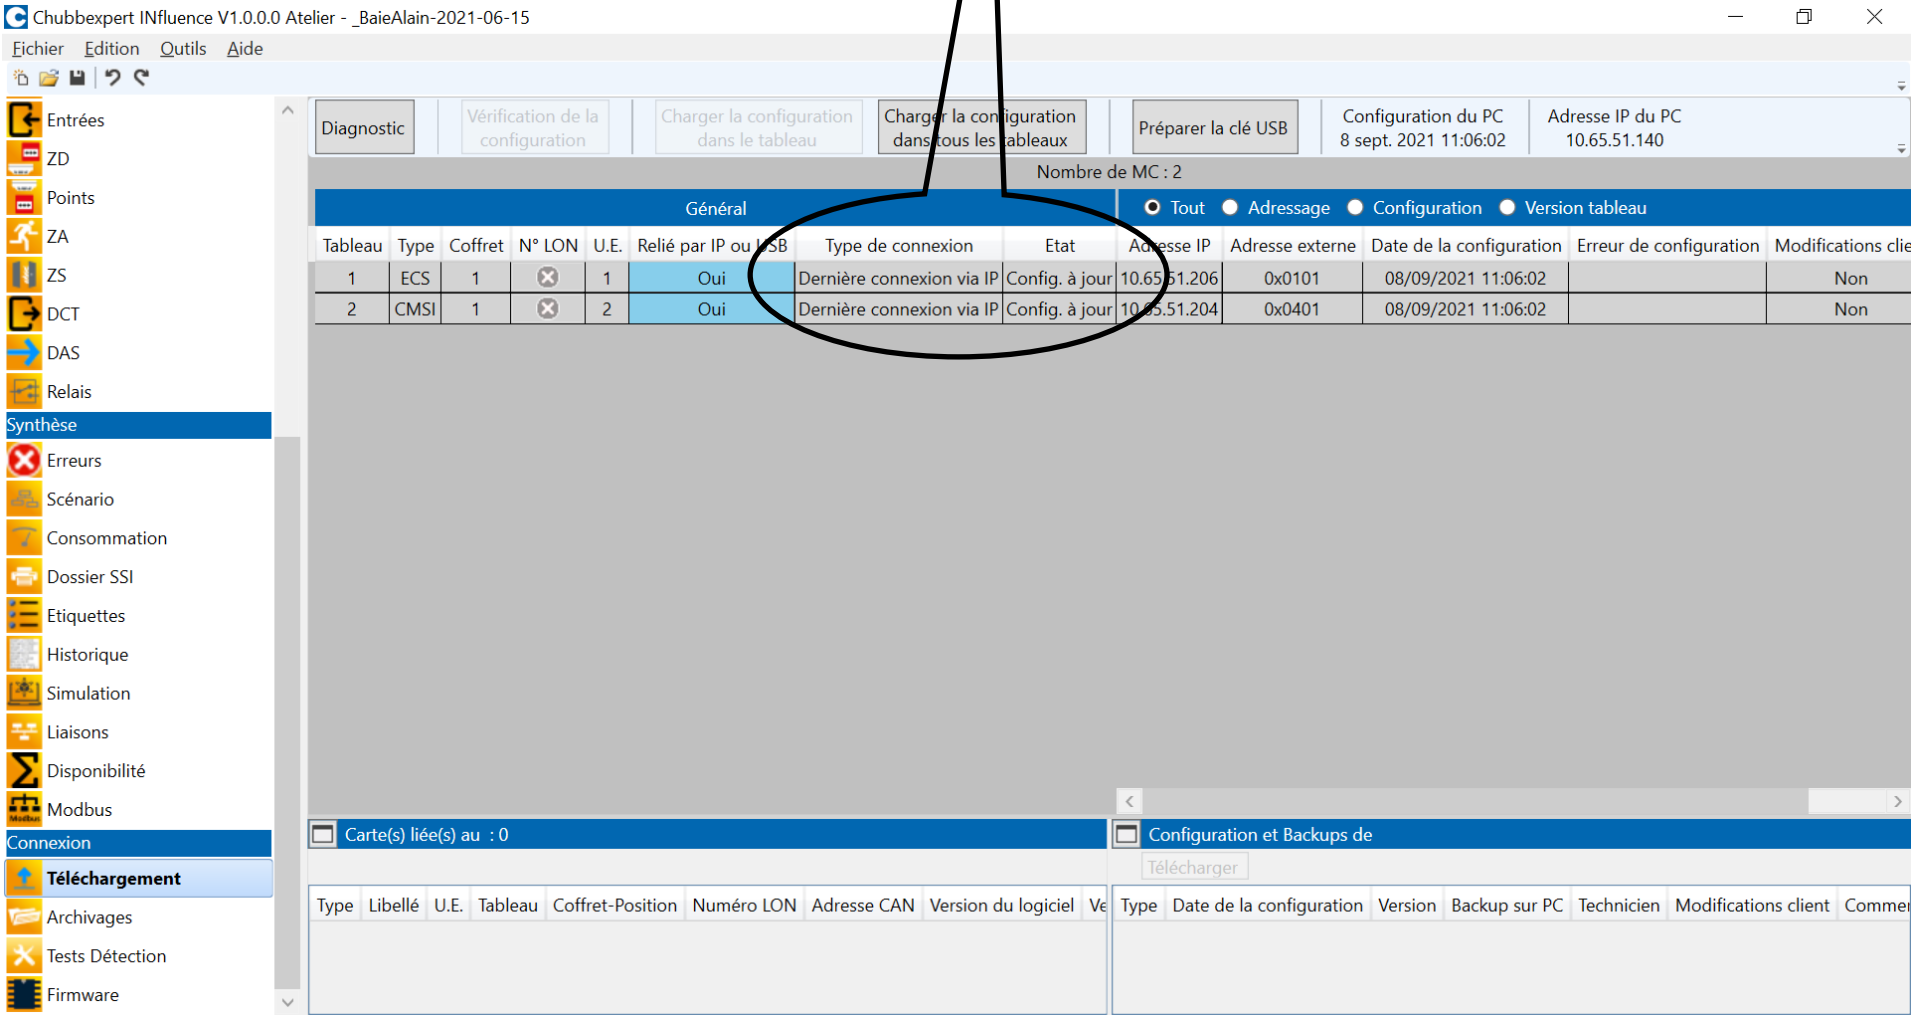 Chubbexpert INfluence V1.0.0.0 Atelier - _BaieAlain-2021-06-15
Fichier Edition Outils Aide
Entrées
ZD
Points
ZA
ZS
DCT
DAS
Relais
Synthèse
Erreurs
Scénario
Consommation
Dossier SSI
Etiquettes
Historique
Simulation
Liaisons
Disponibilité
Modbus
Modbus
Connexion
Téléchargement
Archivages
Tests Détection
Firmware
Diagnostic
Vérification de la
configuration
Charger la configuration
dans le tableau
Charger la configuration
dans tous les tableaux
Préparer la clé USB
Configuration du PC
8 sept. 2021 11:06:02
Adresse IP du PC
10.65.51.140
Nombre de MC : 2
Général
Tout Adressage Configuration Version tableau
Tableau Type Coffret N° LON U.E. Relié par IP ou USB Type de connexion Etat Adresse IP Adresse externe Date de la configuration Erreur de configuration Modifications clie
1 ECS 1 1 Oui Dernière connexion via IP Config. à jour 10.65.51.206 0x0101 08/09/2021 11:06:02 Non
2 CMSI 1 2 Oui Dernière connexion via IP Config. à jour 10.65.51.204 0x0401 08/09/2021 11:06:02 Non
Carte(s) liée(s) au : 0
Type Libellé U.E. Tableau Coffret-Position Numéro LON Adresse CAN Version du logiciel Ve
Configuration et Backups de
Télécharger
Type Date de la configuration Version Backup sur PC Technicien Modifications client Commer